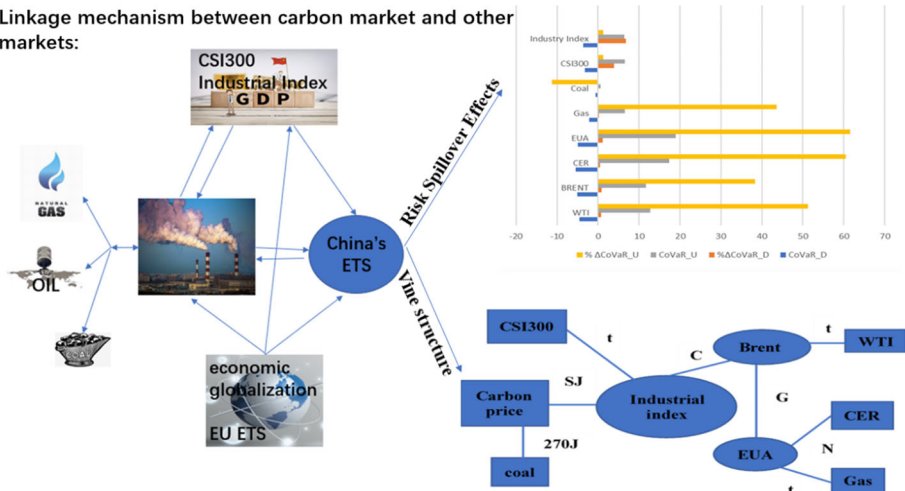 Linkage mechanism between carbon market and other
markets:
CSI300
Industrial Index
GDP
NATURAL
GAS
OIL
COAL
China's
ETS
economic
globalization
EU ETS
Risk Spillover Effects
Vine structure
Industry Index
CSI300
Coal
Gas
EUA
CER
BRENT
WTI
-20 -10 0 10 20 30 40 50 60 70
% ΔCoVaR_U CoVaR_U %ΔCoVaR_D CoVaR_D
CSI300
t
Brent
t
WTI
C
SJ
Carbon
price
Industrial
index
G
CER
270J
N
EUA
coal
t
Gas